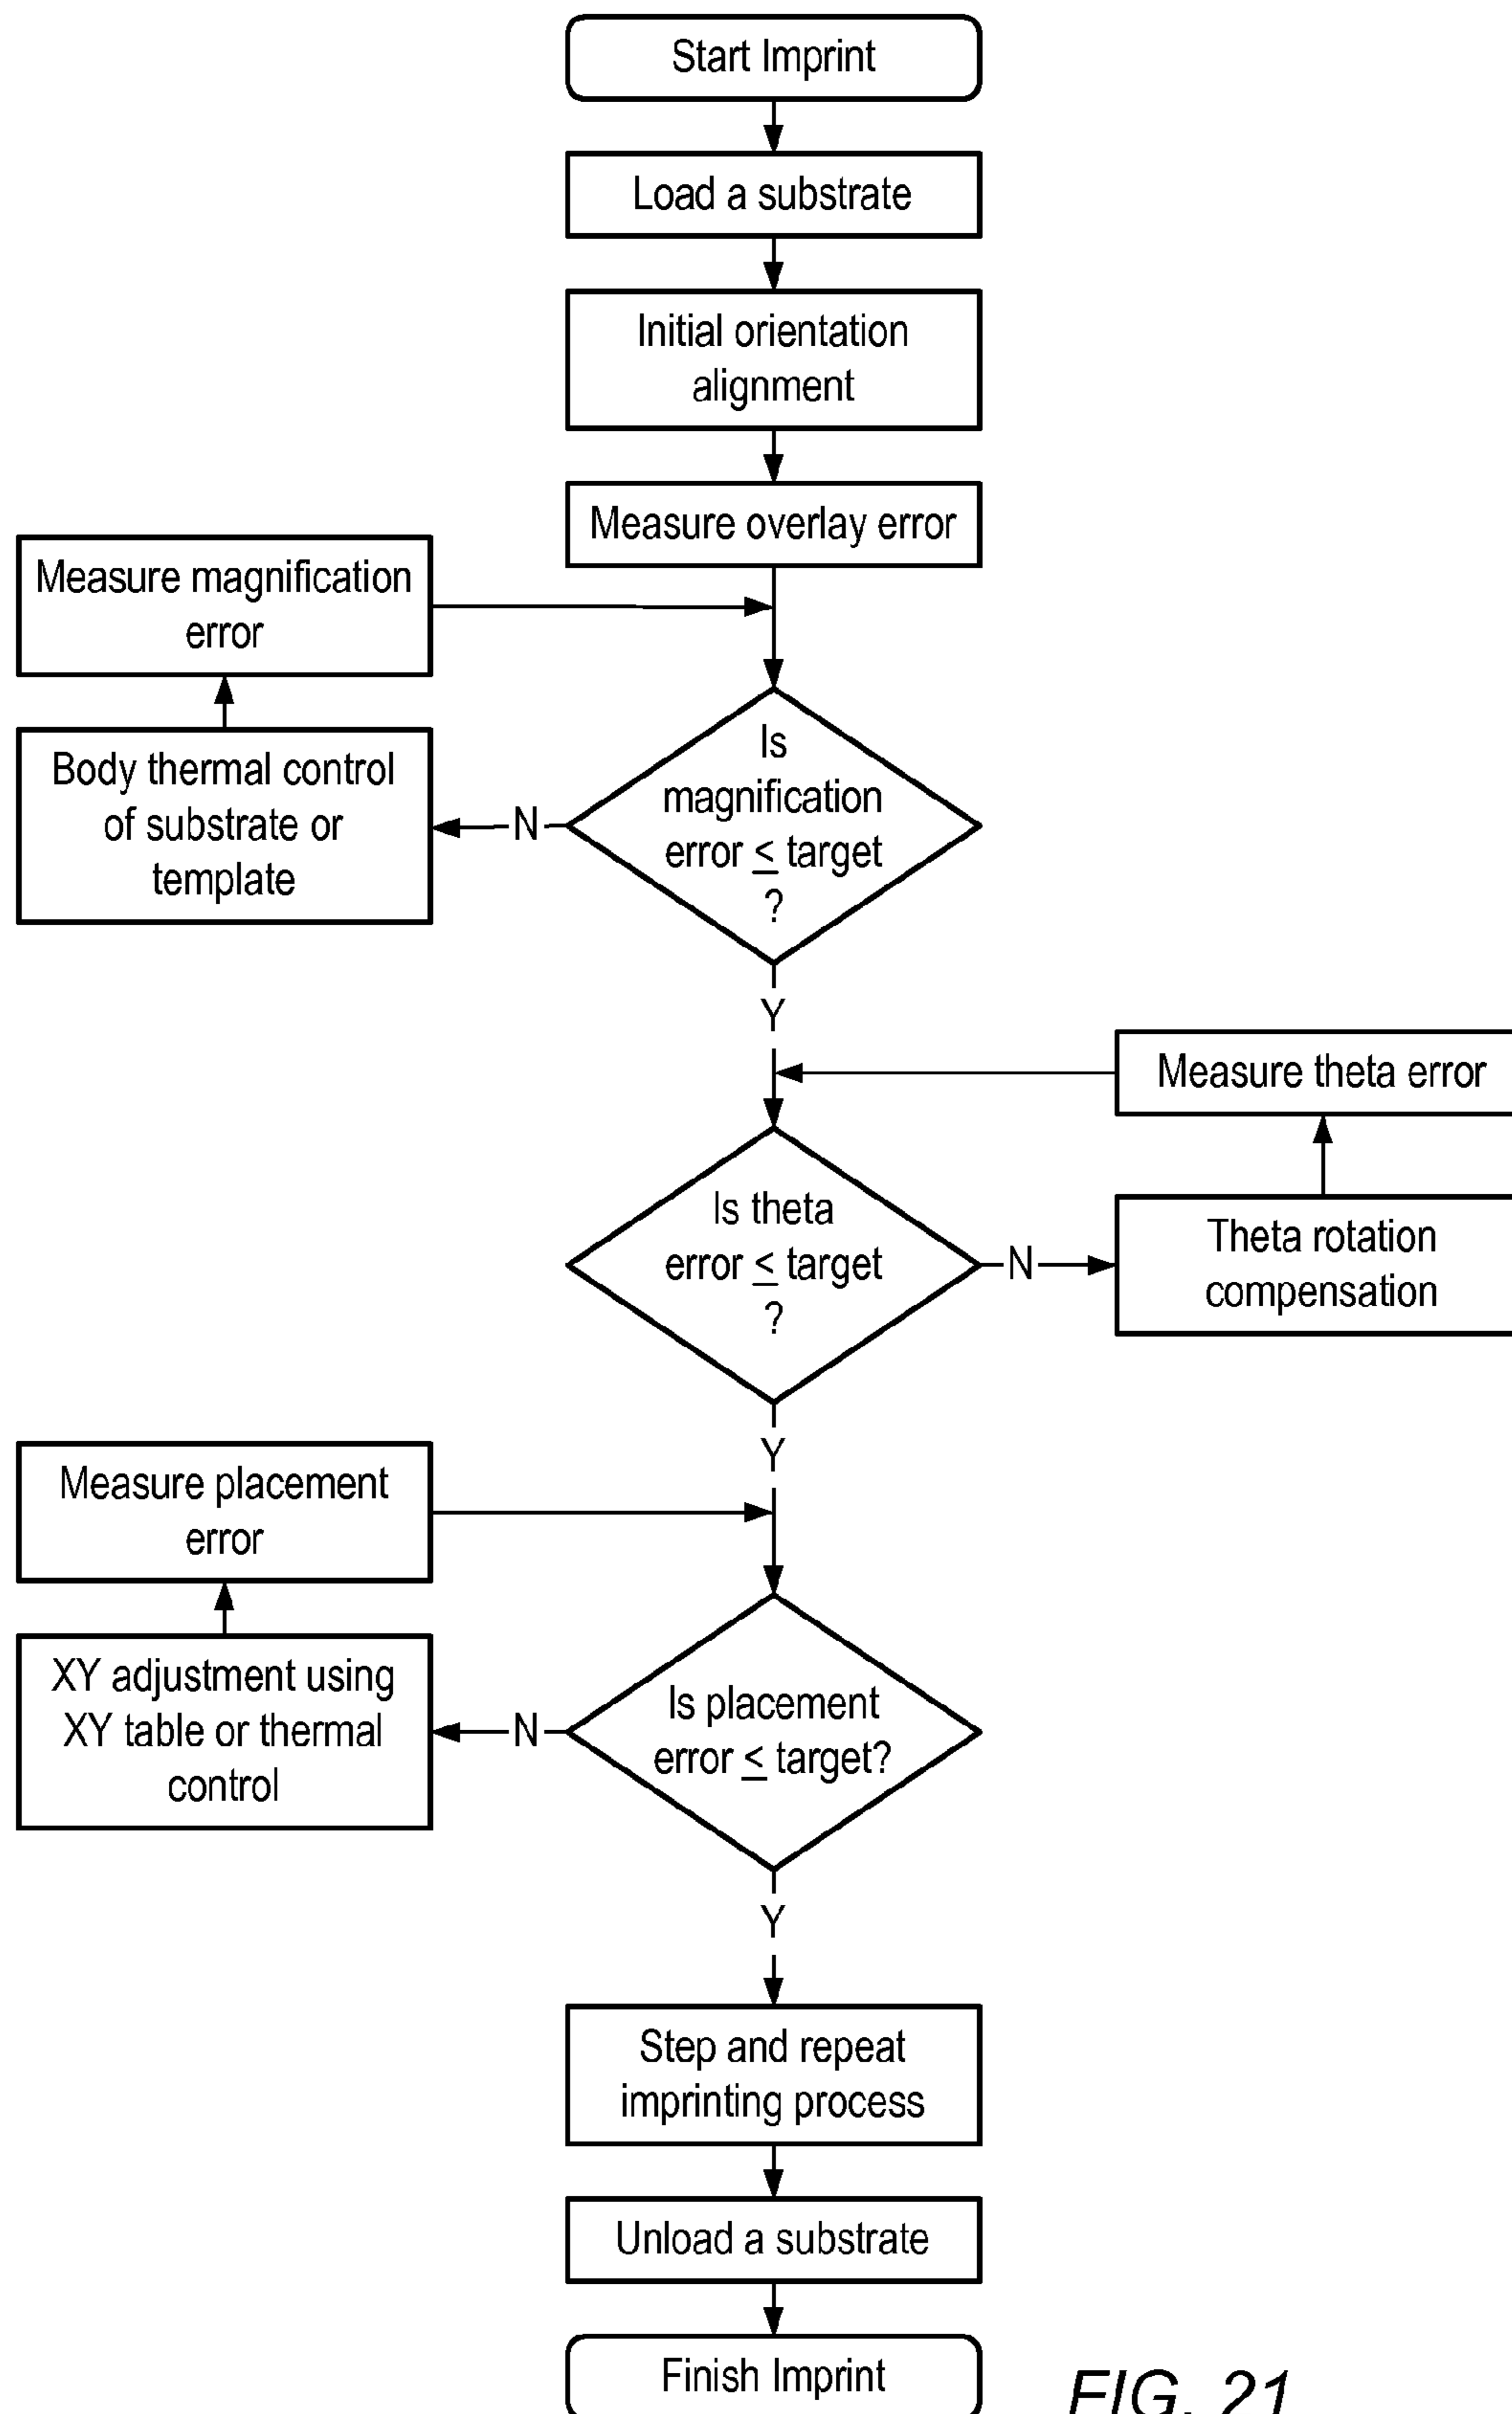 Start Imprint
Load a substrate
Initial orientation
alignment
Measure overlay error
Measure magnification
error
Body thermal control
of substrate or
template
N
Is
magnification
error ≤ target
?
Y
Measure theta error
Is theta
error ≤ target
?
N
Theta rotation
compensation
Y
Measure placement
error
XY adjustment using
XY table or thermal
control
N
Is placement
error ≤ target?
Y
Step and repeat
imprinting process
Unload a substrate
Finish Imprint
FIG. 21